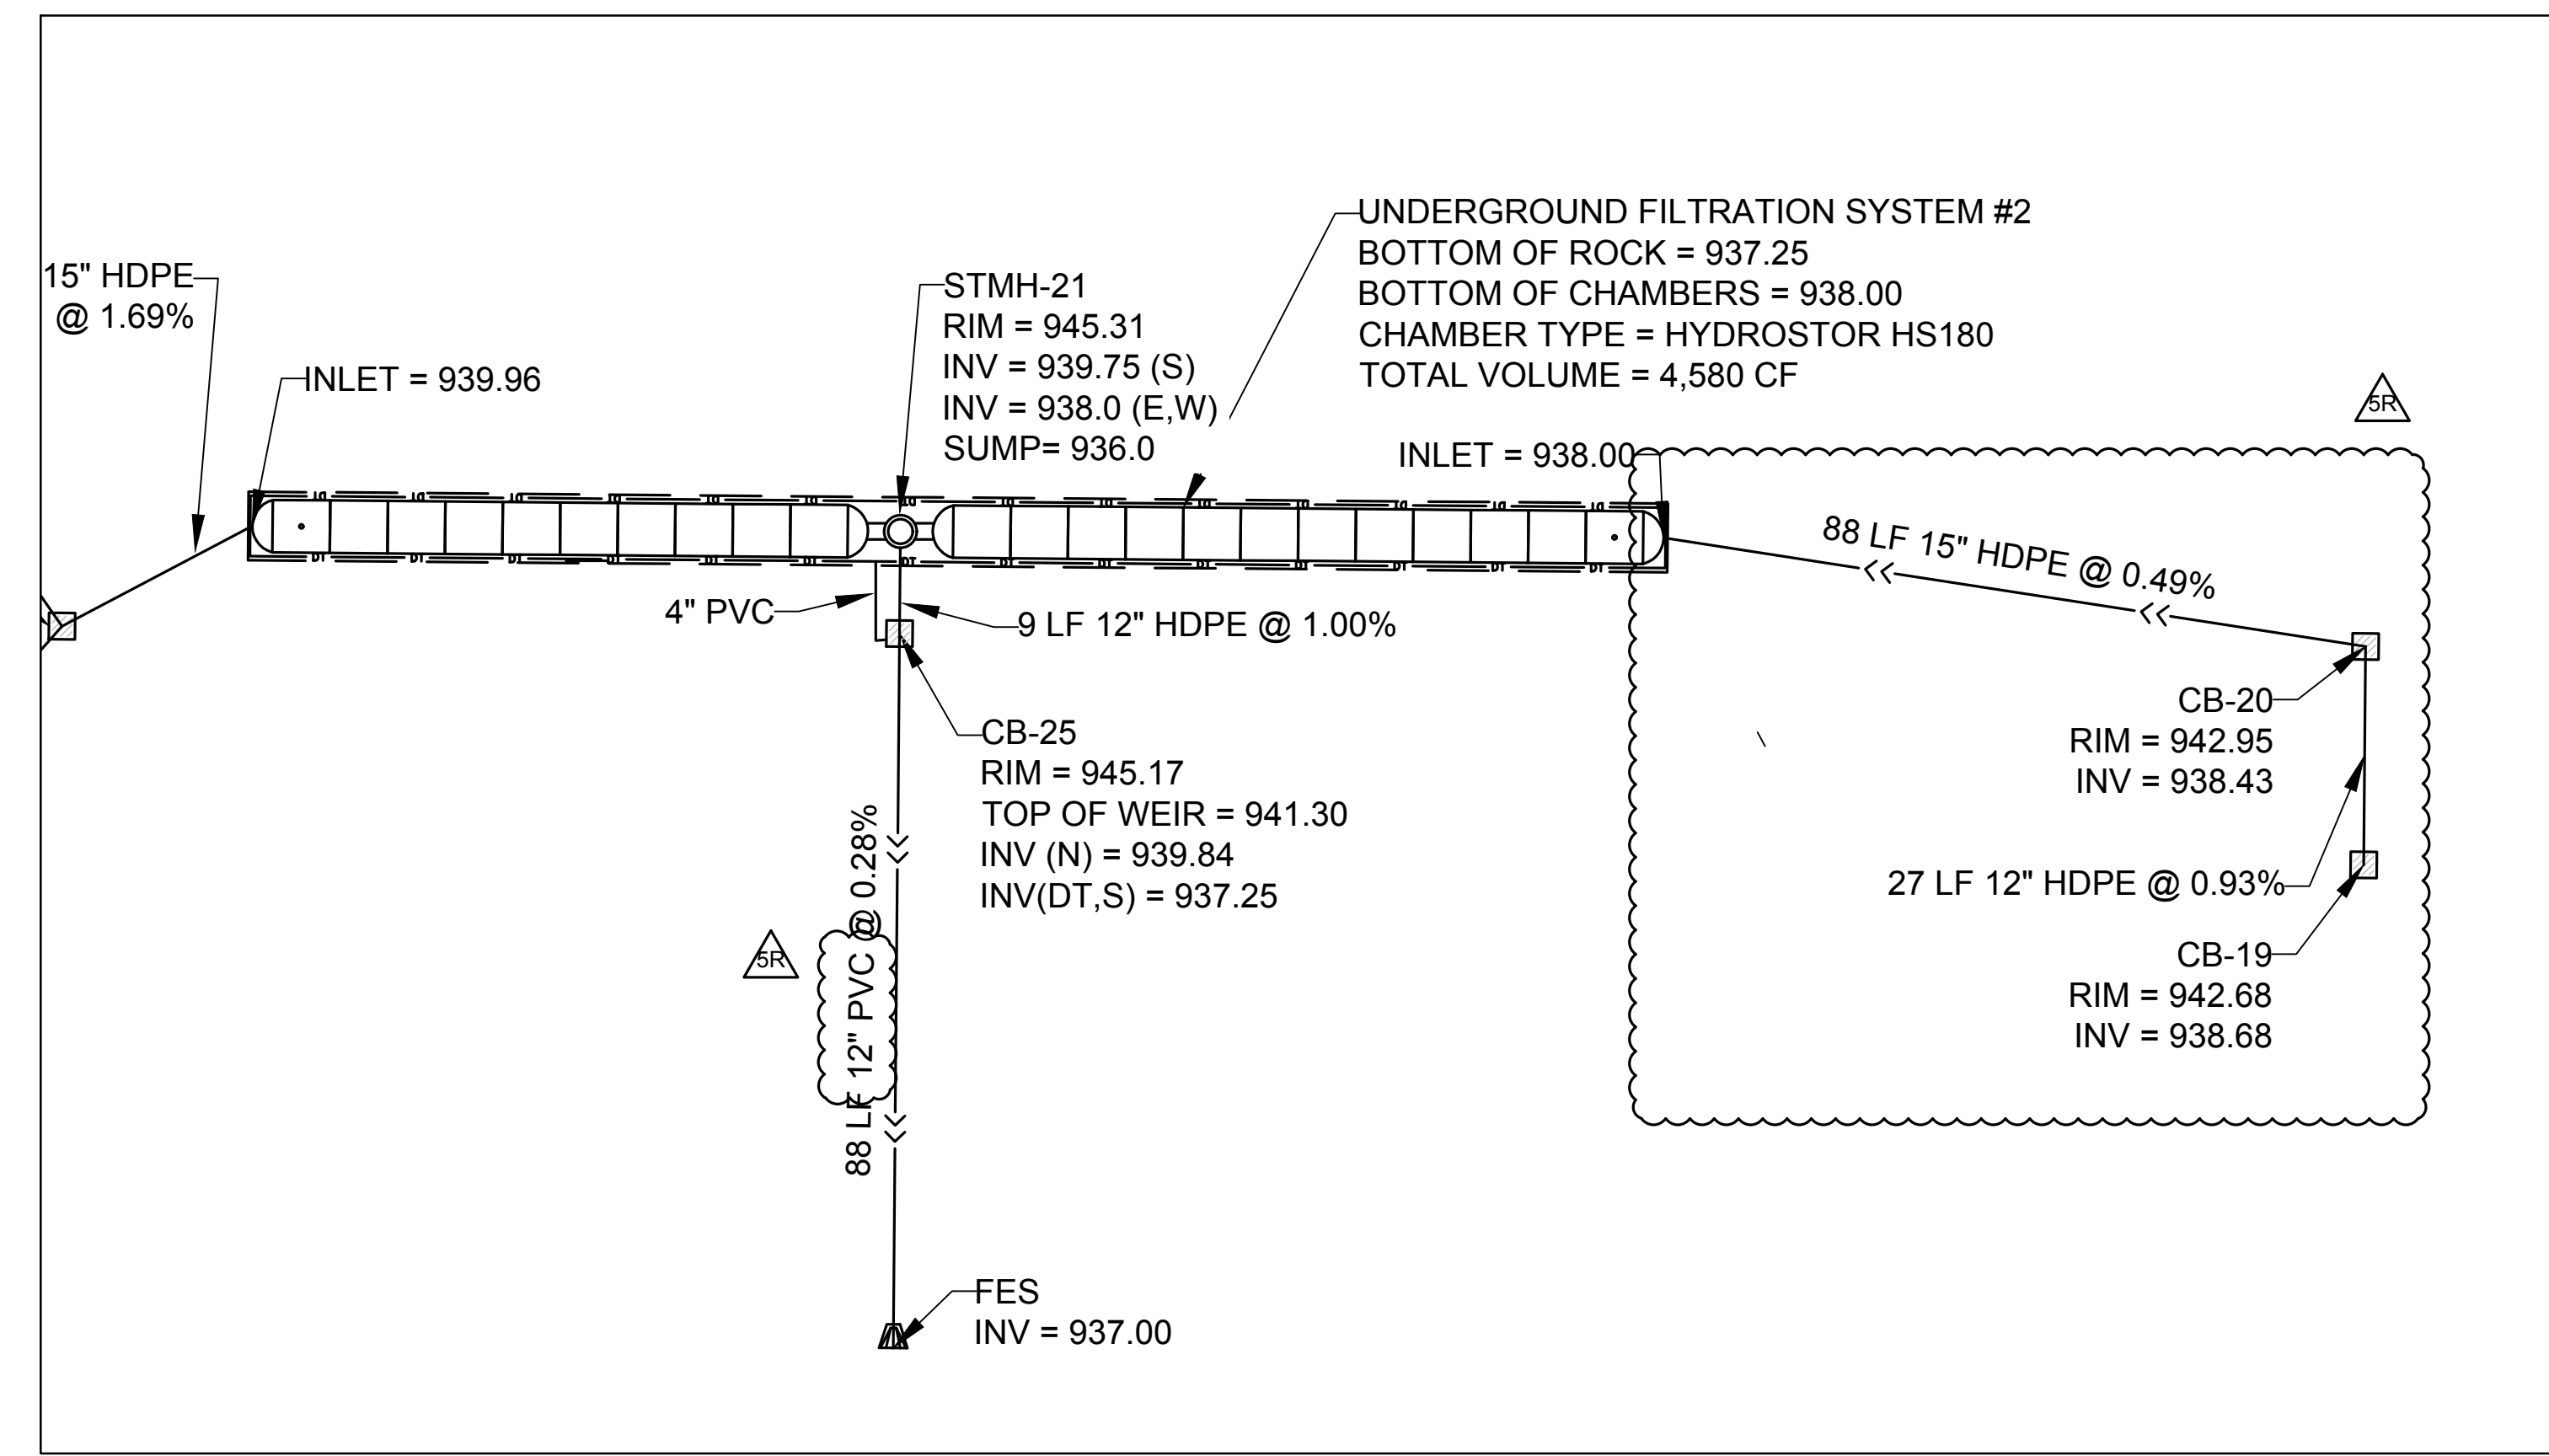 UNDERGROUND FILTRATION SYSTEM #2
BOTTOM OF ROCK = 937.25
BOTTOM OF CHAMBERS = 938.00
CHAMBER TYPE = HYDROSTOR HS180
TOTAL VOLUME = 4,580 CF
15" HDPE
@ 1.69%
STMH-21
RIM = 945.31
INV = 939.75 (S)
INV = 938.0 (E,W)
SUMP= 936.0
INLET = 939.96
INLET = 938.00
5R
88 LF 15" HDPE @ 0.49%
4" PVC
9 LF 12" HDPE @ 1.00%
CB-20
RIM = 942.95
INV = 938.43
CB-25
RIM = 945.17
TOP OF WEIR = 941.30
INV (N) = 939.84
INV(DT,S) = 937.25
27 LF 12" HDPE @ 0.93%
88 LF 12" PVC @ 0.28%
5R
CB-19
RIM = 942.68
INV = 938.68
FES
INV = 937.00